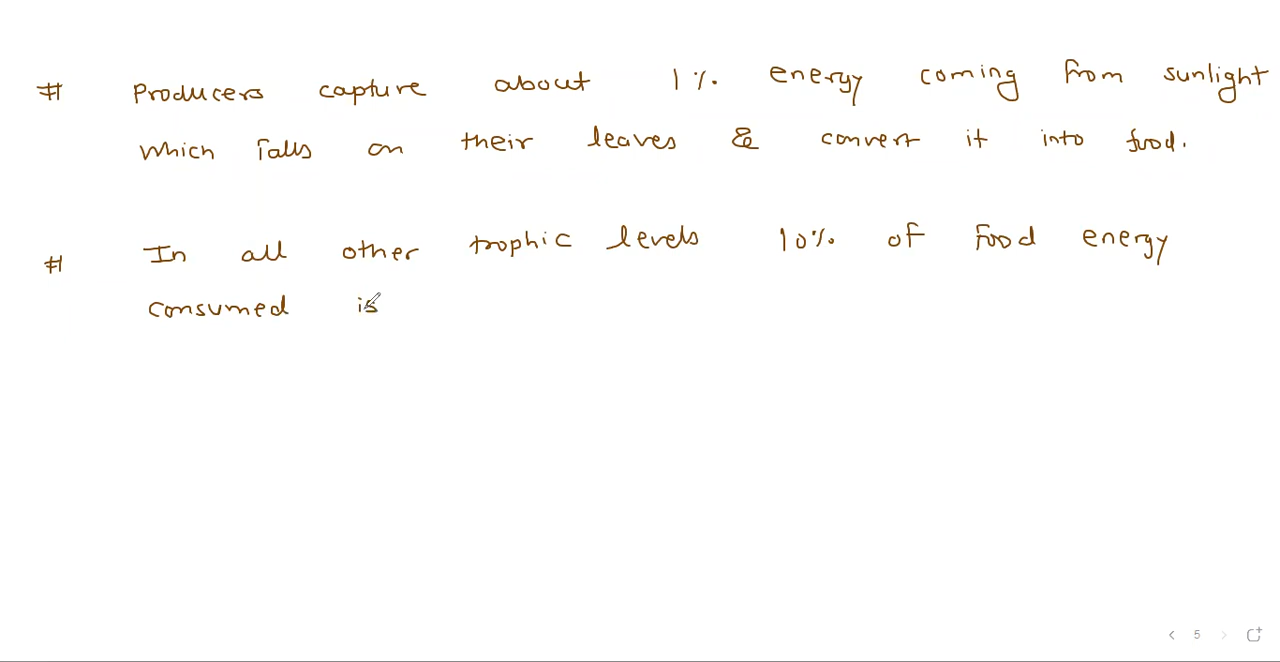 # Producers capture about 1% energy coming from sunlight
which falls on their leaves & convert it into food.
# In all other trophic levels 10% of food energy
consumed is
5